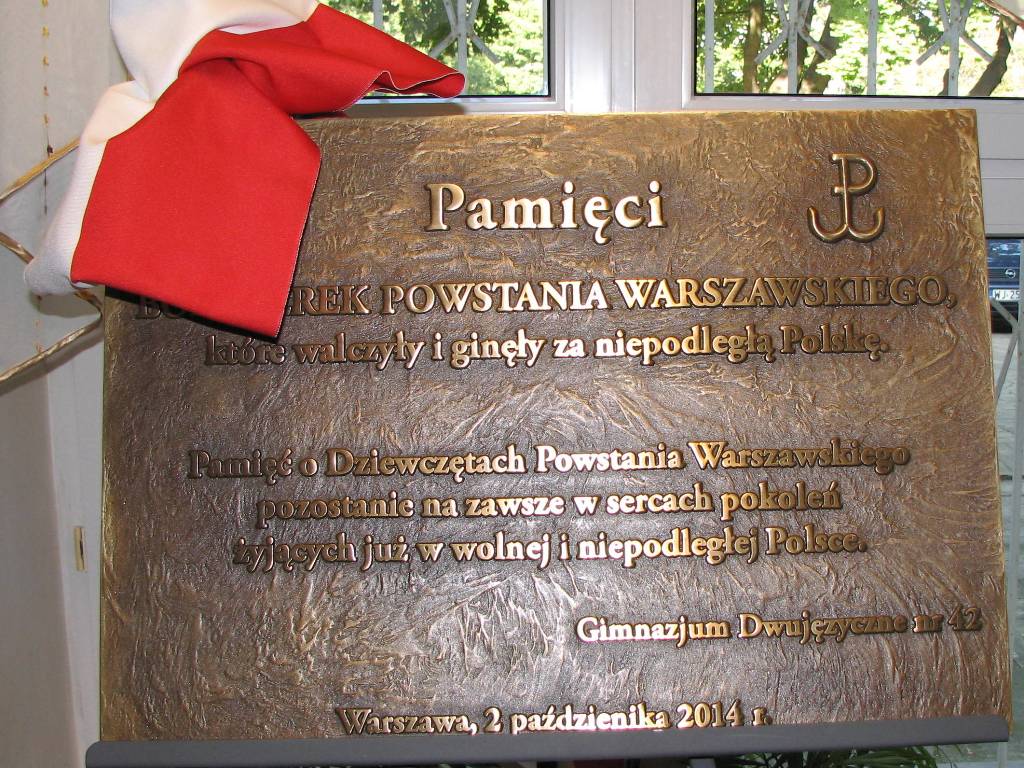 Pamięci
POWSTANIA WARSZAWSKIEGO,
które walczyły i ginęły za niepodległą Polskę.
Pamięć o Dziewczętach Powstania Warszawskiego
pozostanie na zawsze w sercach pokoleń
żyjących już w wolnej i niepodległej Polsce.
Gimnazjum Dwujęzyczne nr 42
Warszawa, 2 paździenika 2014 r.